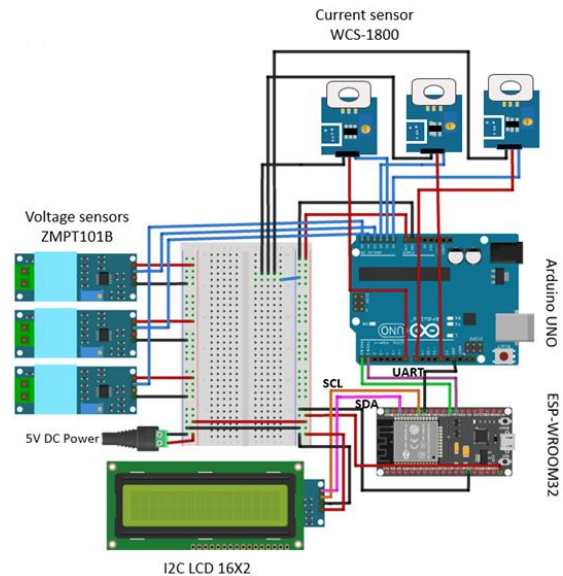 Current sensor
WCS-1800
Voltage sensors
ZMPT101B
Arduino UNO
UNO
UART
SCL
SDA
5V DC Power
ESP-WROOM32
I2C LCD 16X2